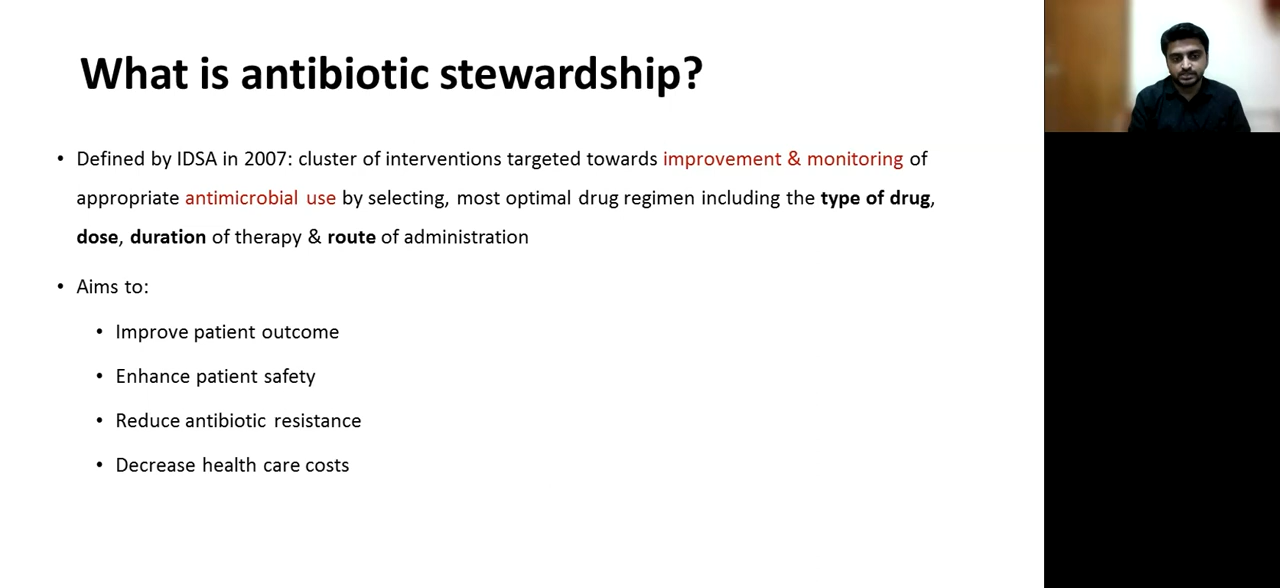 What is antibiotic stewardship?
• Defined by IDSA in 2007: cluster of interventions targeted towards improvement & monitoring of
appropriate antimicrobial use by selecting, most optimal drug regimen including the type of drug,
dose, duration of therapy & route of administration
• Aims to:
• Improve patient outcome
• Enhance patient safety
• Reduce antibiotic resistance
• Decrease health care costs